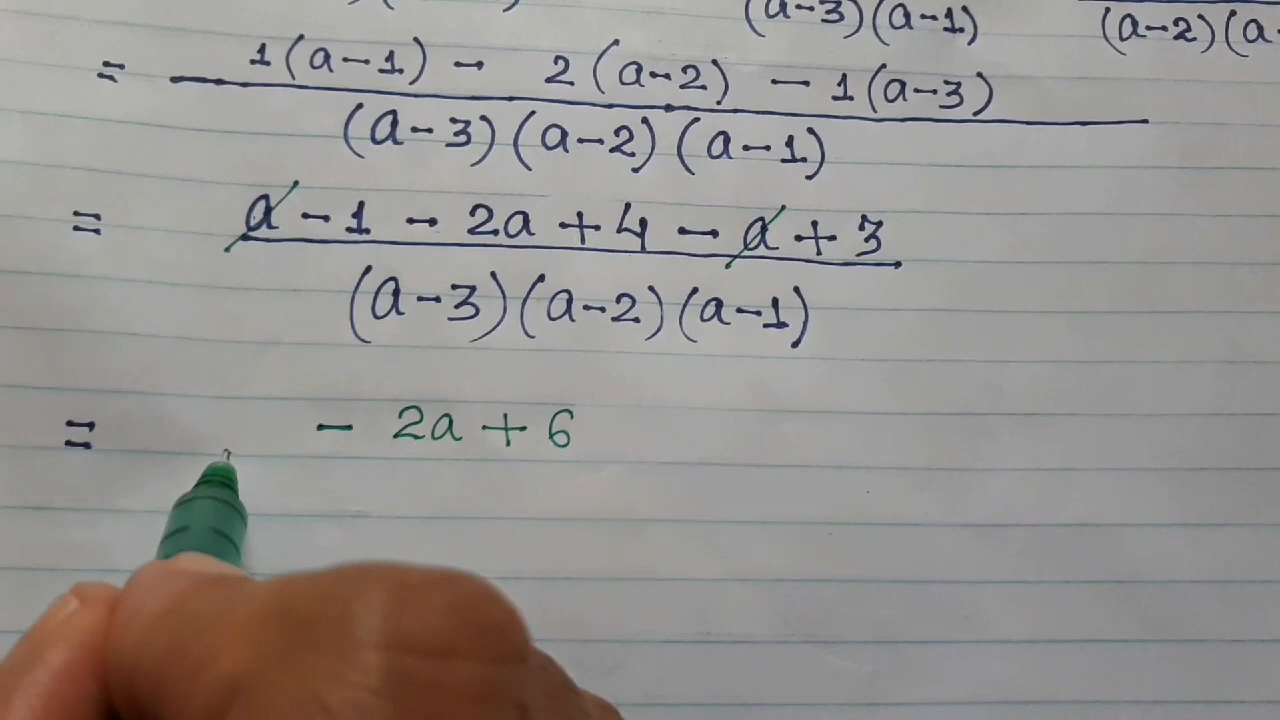 (a-3)(a-1) (a-2)(a-
= 1(a-1) - 2(a-2) - 1(a-3)
(a-3)(a-2)(a-1)
= a - 1 - 2a + 4 - a + 3
(a-3)(a-2)(a-1)
= - 2a + 6